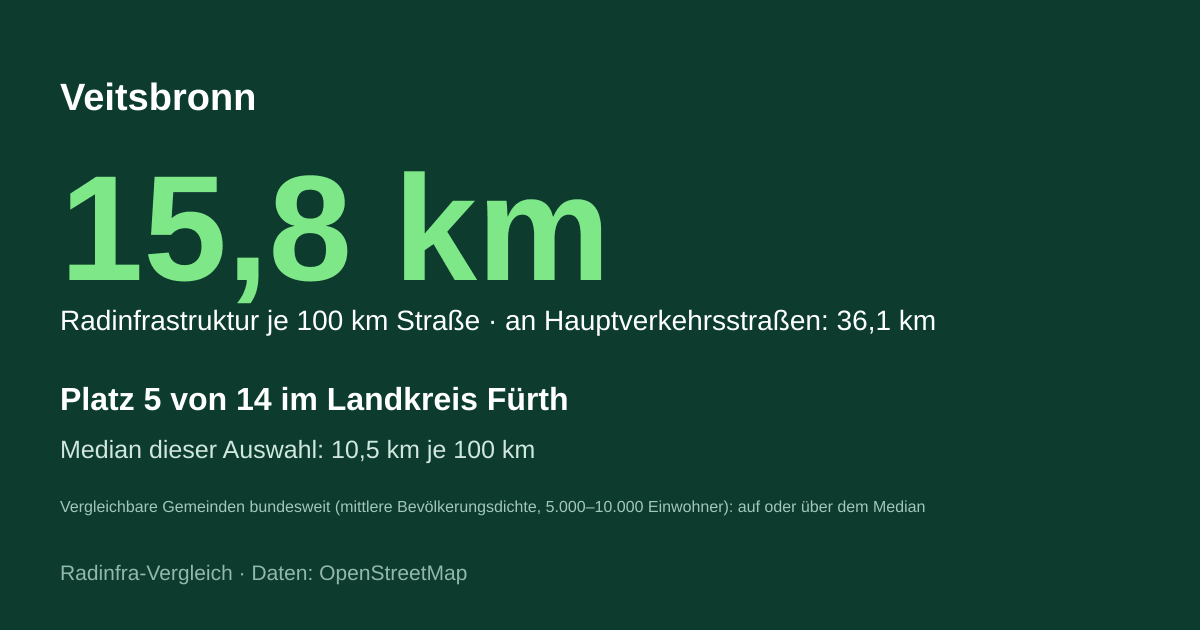 Veitsbronn
15,8 km
Radinfrastruktur je 100 km Straße · an Hauptverkehrsstraßen: 36,1 km
Platz 5 von 14 im Landkreis Fürth
Median dieser Auswahl: 10,5 km je 100 km
Vergleichbare Gemeinden bundesweit (mittlere Bevölkerungsdichte, 5.000–10.000 Einwohner): auf oder über dem Median
Radinfra-Vergleich · Daten: OpenStreetMap